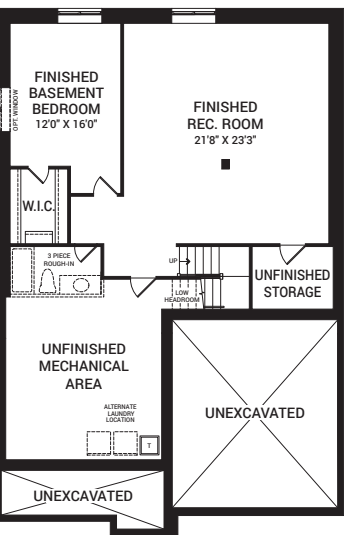 FINISHED
BASEMENT
BEDROOM
12'0" X 16'0"
OPT. WINDOW
FINISHED
REC. ROOM
21'8" X 23'3"
W.I.C.
3 PIECE
ROUGH-IN
UP
LOW
HEADROOM
UNFINISHED
STORAGE
UNFINISHED
MECHANICAL
AREA
ALTERNATE
LAUNDRY
LOCATION
T
UNEXCAVATED
UNEXCAVATED